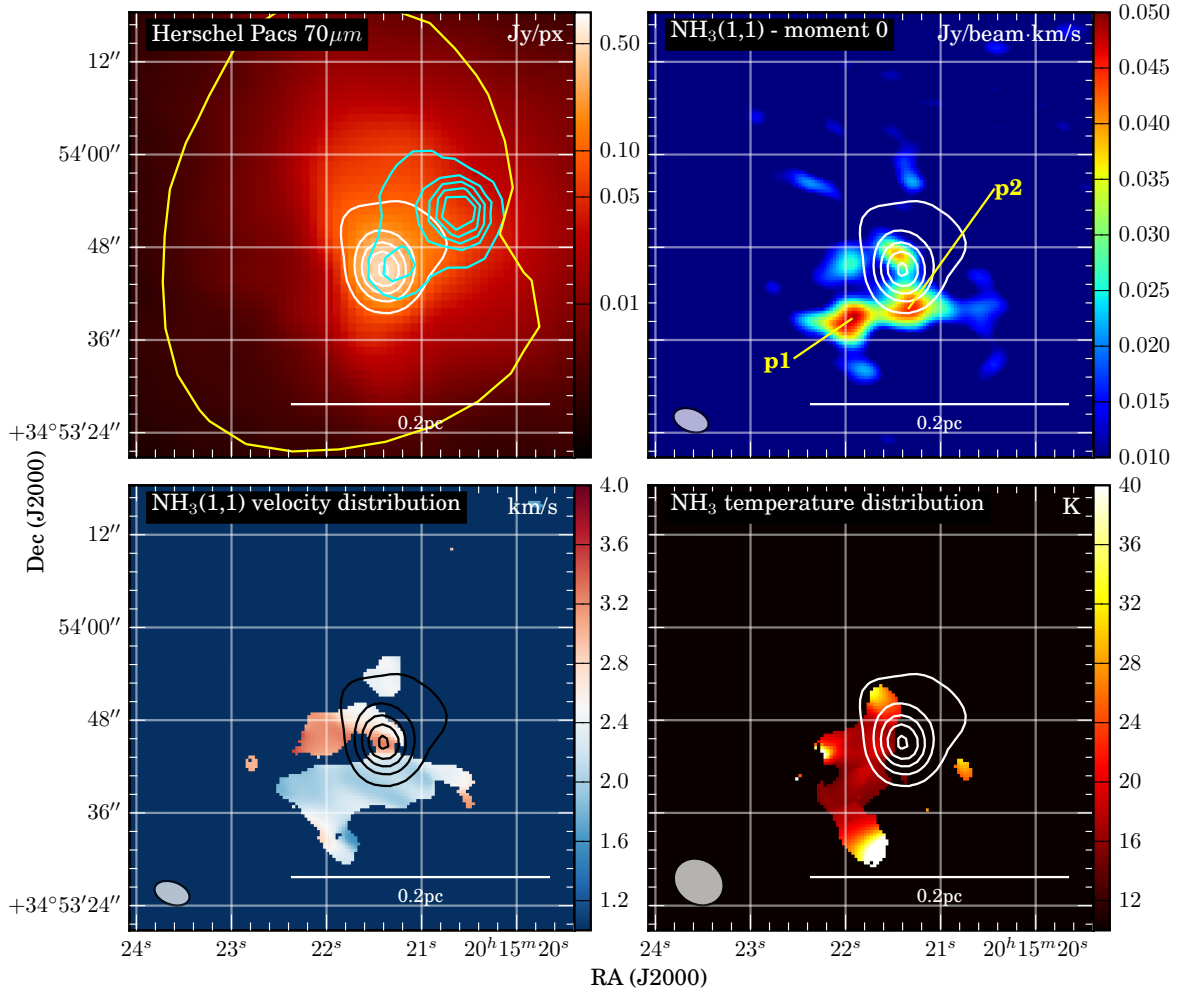 Herschel Pacs 70μm
Jy/px
12″
54′00″
48″
36″
+34°53′24″
0.50
0.10
0.05
0.01
0.2pc
NH₃(1,1) - moment 0
Jy/beam·km/s
p2
p1
0.2pc
0.050
0.045
0.040
0.035
0.030
0.025
0.020
0.015
0.010
Dec (J2000)
NH₃(1,1) velocity distribution
km/s
12″
54′00″
48″
36″
+34°53′24″
0.2pc
24ˢ
23ˢ
22ˢ
21ˢ
20ʰ15ᵐ20ˢ
4.0
3.6
3.2
2.8
2.4
2.0
1.6
1.2
NH₃ temperature distribution
K
0.2pc
24ˢ
23ˢ
22ˢ
21ˢ
20ʰ15ᵐ20ˢ
40
36
32
28
24
20
16
12
RA (J2000)